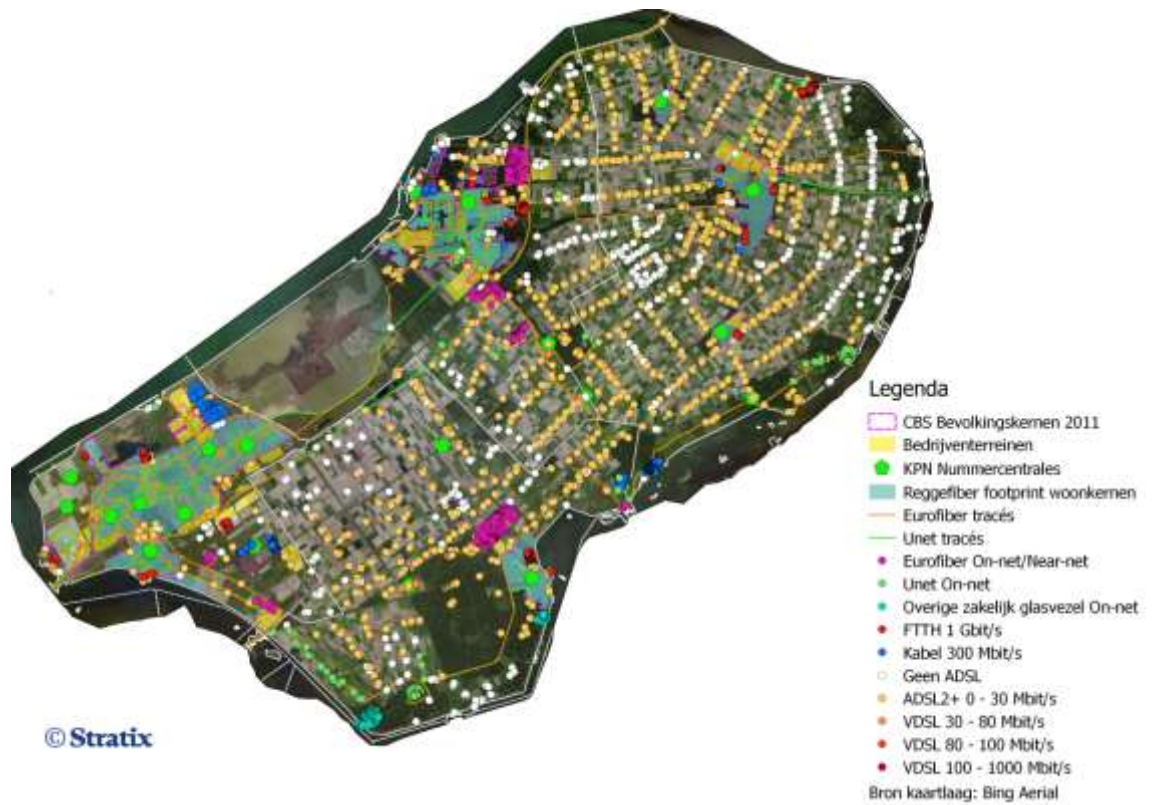 Legenda
CBS Bevolkingskernen 2011
Bedrijventerreinen
KPN Nummercentrales
Reggefiber footprint woonkernen
Eurofiber tracés
Unet tracés
Eurofiber On-net/Near-net
Unet On-net
Overige zakelijk glasvezel On-net
FTTH 1 Gbit/s
Kabel 300 Mbit/s
Geen ADSL
ADSL2+ 0 - 30 Mbit/s
VDSL 30 - 80 Mbit/s
VDSL 80 - 100 Mbit/s
VDSL 100 - 1000 Mbit/s
Bron kaartlaag: Bing Aerial
© Stratix